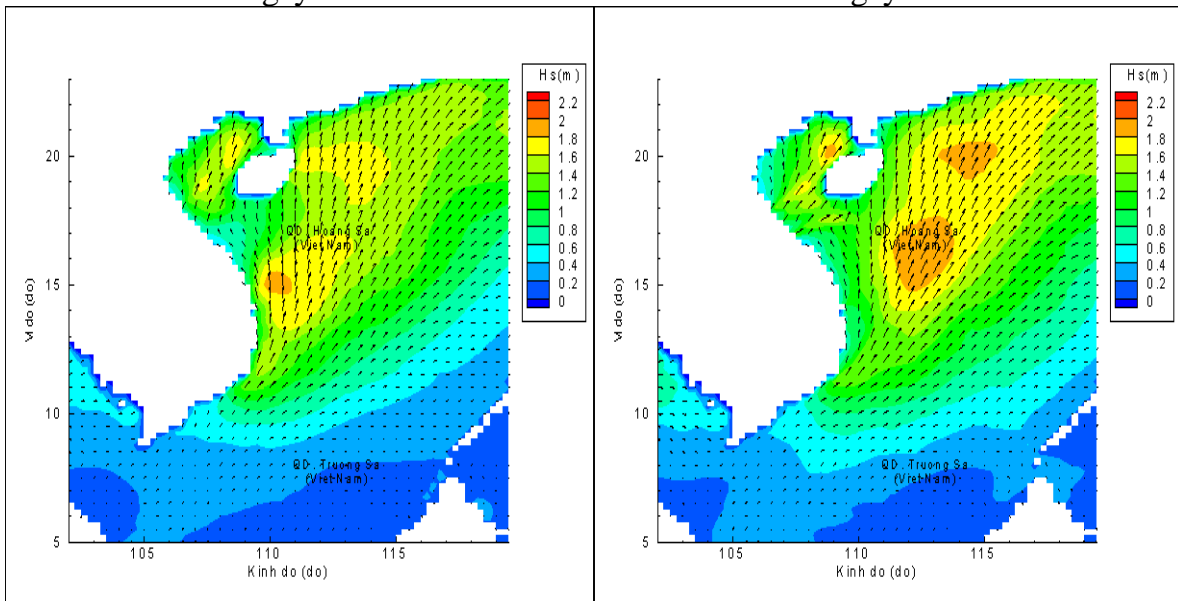 Hs(m)
2.2
2
1.8
1.6
1.4
1.2
1
0.8
0.6
0.4
0.2
0
20
15
10
5
105
110
115
Vi do (do)
Kinh do (do)
QD. Hoang Sa
(Viet Nam)
QD. Truong Sa
(Viet Nam)
Hs(m)
2.2
2
1.8
1.6
1.4
1.2
1
0.8
0.6
0.4
0.2
0
20
15
10
5
105
110
115
Vi do (do)
Kinh do (do)
QD. Hoang Sa
(Viet Nam)
QD. Truong Sa
(Viet Nam)